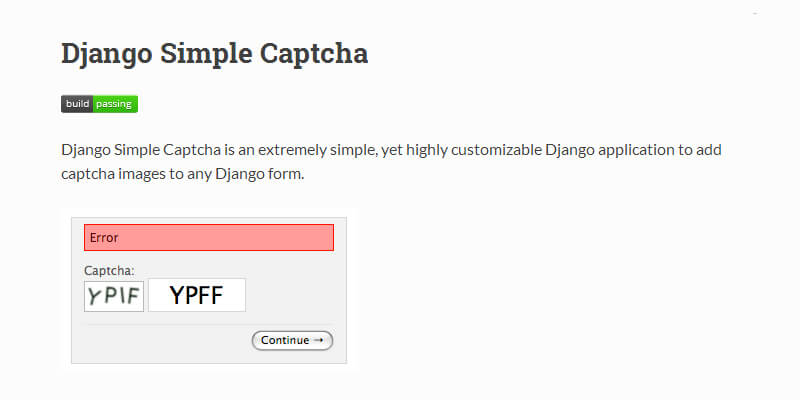 Django Simple Captcha
build passing
Django Simple Captcha is an extremely simple, yet highly customizable Django application to add
captcha images to any Django form.
Error
Captcha:
YPIF YPFF
Continue →